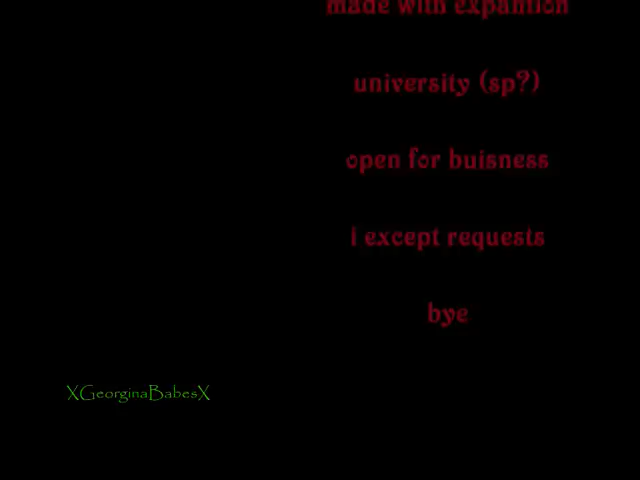 made with expantion
university (sp?)
open for buisness
i except requests
bye
XGeorginaBabesX